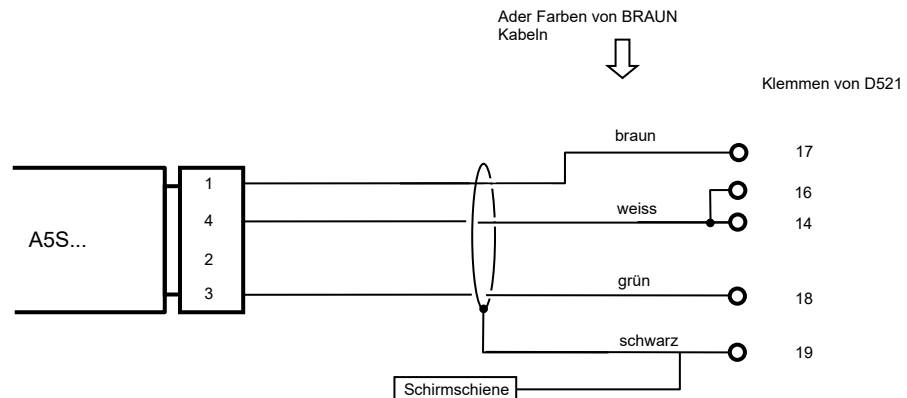 Ader Farben von BRAUN
Kabeln
Klemmen von D521
braun
17
1
16
4
weiss
14
A5S...
2
grün
3
18
schwarz
19
Schirmschiene